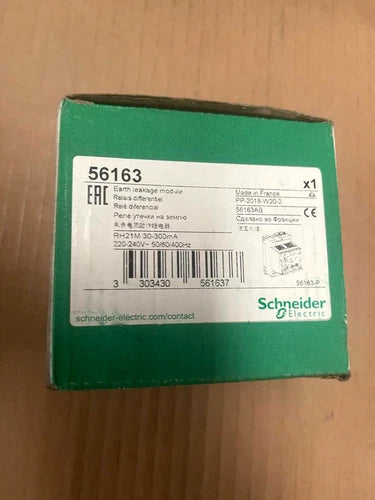 56163
x1
EAC
Earth leakage module
Relais différentiel
Relé diferencial
Реле утечки на землю
RH21M 30-300mA
220-240V~ 50/60/400Hz
Made in France
PP-2018-W20-2
56163AB
Сделано во Франции
CE
3 303430 561637
56163-P
schneider-electric.com/contact
Schneider
Electric